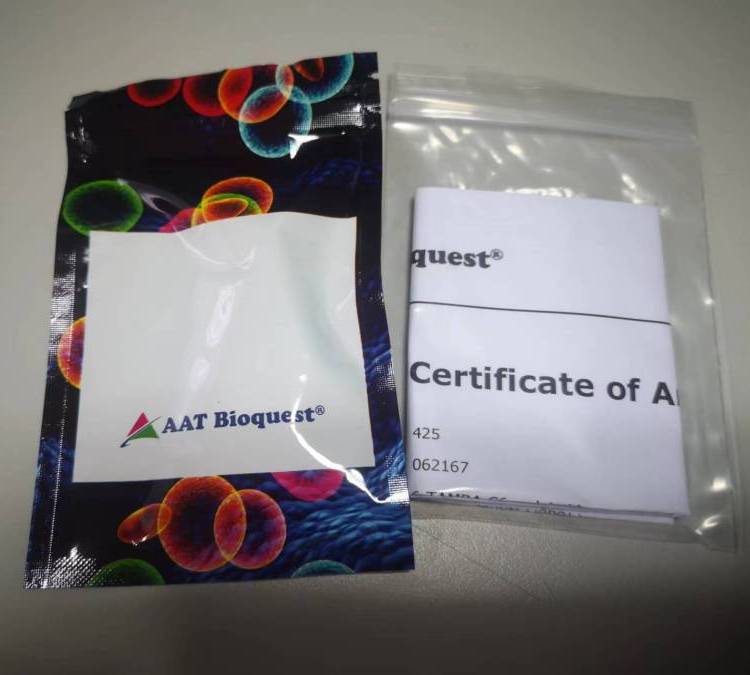 AAT Bioquest®
quest®
Certificate of A
425
062167